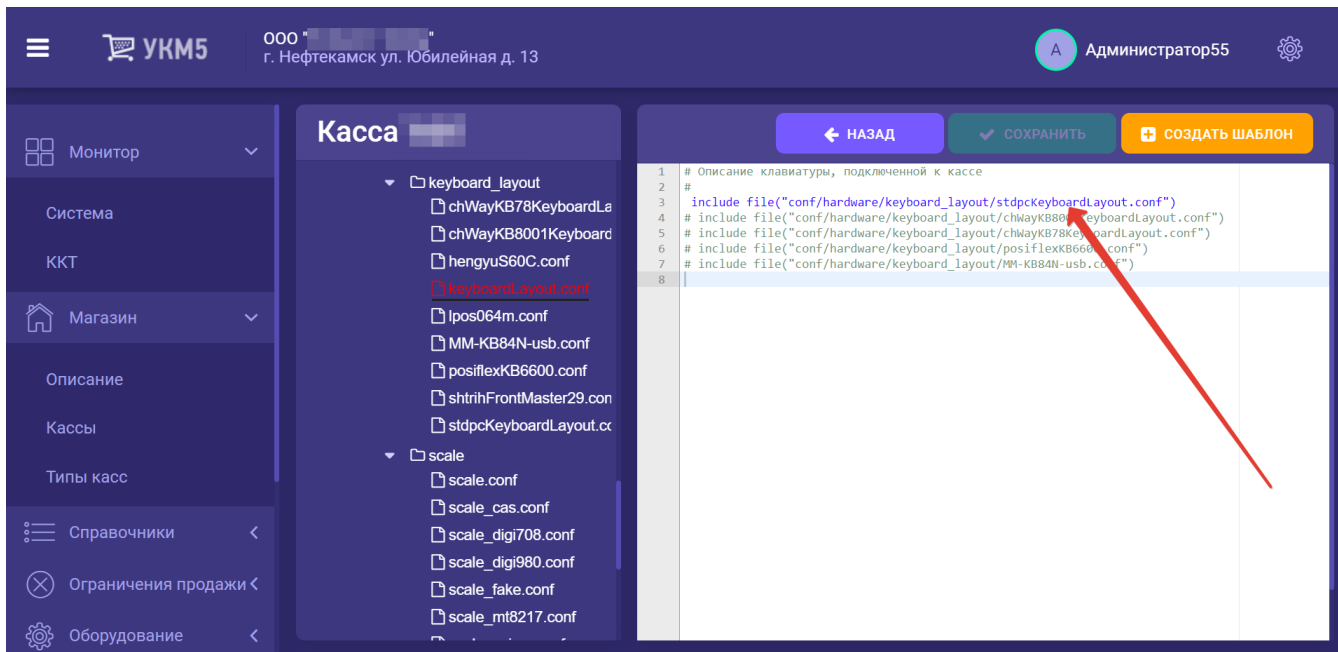 УКМ5
ООО " "
г. Нефтекамск ул. Юбилейная д. 13
А
Администратор55
Монитор
Система
ККТ
Магазин
Описание
Кассы
Типы касс
Справочники
Ограничения продажи
Оборудование
Касса
keyboard_layout
chWayKB78KeyboardLa
chWayKB8001Keyboard
hengyuS60C.conf
keyboardLayout.conf
lpos064m.conf
MM-KB84N-usb.conf
posiflexKB6600.conf
shtrihFrontMaster29.con
stdpcKeyboardLayout.cc
scale
scale.conf
scale_cas.conf
scale_digi708.conf
scale_digi980.conf
scale_fake.conf
scale_mt8217.conf
НАЗАД
СОХРАНИТЬ
СОЗДАТЬ ШАБЛОН
1 # Описание клавиатуры, подключенной к кассе
2 #
3 include file("conf/hardware/keyboard_layout/stdpcKeyboardLayout.conf")
4 # include file("conf/hardware/keyboard_layout/chWayKB8001KeyboardLayout.conf")
5 # include file("conf/hardware/keyboard_layout/chWayKB78KeyboardLayout.conf")
6 # include file("conf/hardware/keyboard_layout/posiflexKB6600.conf")
7 # include file("conf/hardware/keyboard_layout/MM-KB84N-usb.conf")
8